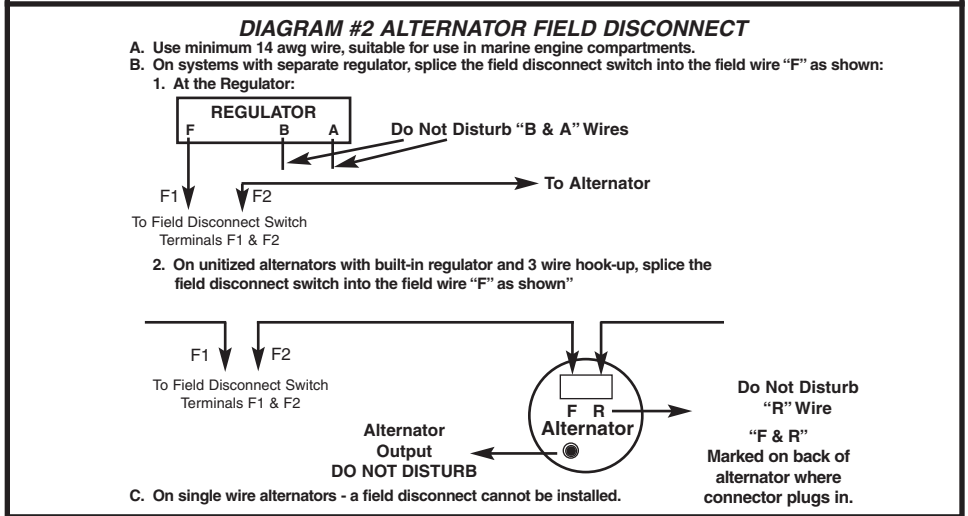 DIAGRAM #2 ALTERNATOR FIELD DISCONNECT
A. Use minimum 14 awg wire, suitable for use in marine engine compartments.
B. On systems with separate regulator, splice the field disconnect switch into the field wire “F” as shown:
1. At the Regulator:
REGULATOR
F B A
Do Not Disturb “B & A” Wires
To Alternator
F1 F2
To Field Disconnect Switch
Terminals F1 & F2
2. On unitized alternators with built-in regulator and 3 wire hook-up, splice the
field disconnect switch into the field wire “F” as shown”
F1 F2
To Field Disconnect Switch
Terminals F1 & F2
F R
Alternator
Do Not Disturb
“R” Wire
“F & R”
Marked on back of
alternator where
connector plugs in.
Alternator
Output
DO NOT DISTURB
C. On single wire alternators - a field disconnect cannot be installed.